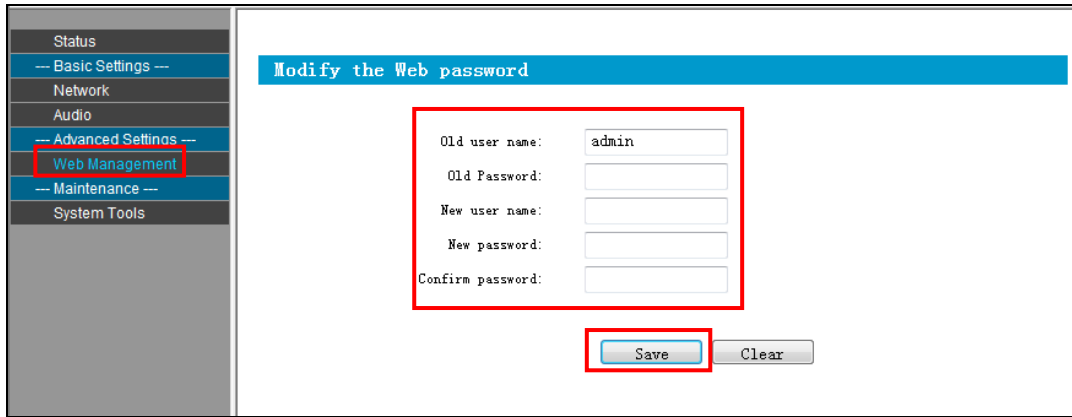 Status
--- Basic Settings ---
Network
Audio
--- Advanced Settings ---
Web Management
--- Maintenance ---
System Tools
Modify the Web password
Old user name: admin
Old Password:
New user name:
New password:
Confirm password:
Save Clear